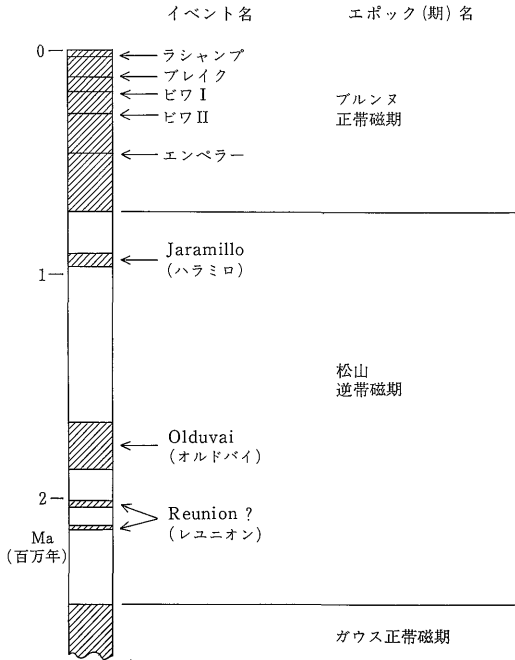 イベント名 エポック(期)名
0
ラシャンプ
ブレイク
ビワ I
ビワ II
エンペラー
ブルンヌ
正帯磁期
Jaramillo
(ハラミロ)
1
松山
逆帯磁期
Olduvai
(オルドバイ)
2
Reunion ?
(レユニオン)
Ma
(百万年)
ガウス正帯磁期